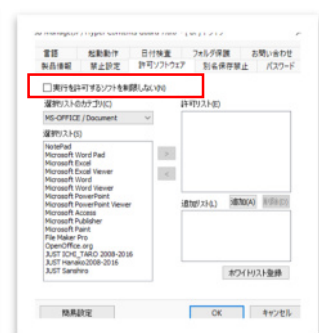 言語 起動動作 日付検査 フォルダ保護 お問い合わせ
製品情報 禁止設定 許可ソフトウエア 別名保存禁止 パスワード
実行を許可するソフトを制限しない(N)
選択リストのカテゴリ(C) 許可リスト(E)
MS-OFFICE / Document
選択リスト(S)
NotePad
Microsoft Word Pad
Microsoft Excel
Microsoft Excel Viewer
Microsoft Word
Microsoft Word Viewer
Microsoft PowerPoint
Microsoft PowerPoint Viewer
Microsoft Access
Microsoft Publisher
Microsoft Paint
File Maker Pro
OpenOffice.org
JUST ICHI_TARO 2008-2016
JUST Hanako2008-2016
JUST Sanshiro
>
<
追加リスト(L) 追加(A) 削除(D)
ホワイトリスト登録
簡易設定 OK キャンセル